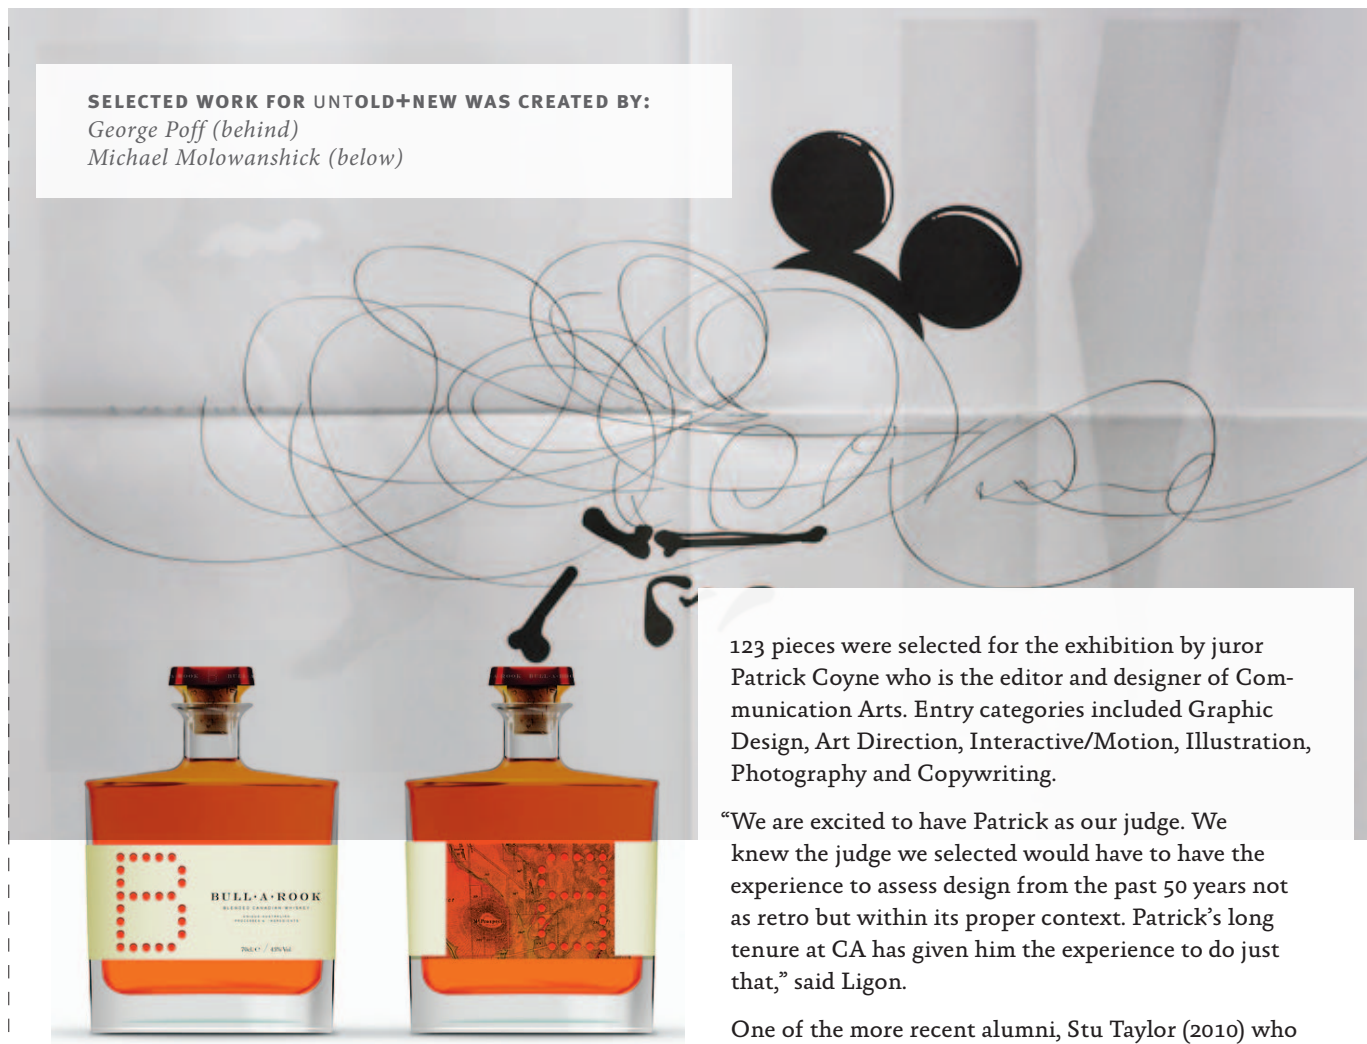 SELECTED WORK FOR UNTOLD+NEW WAS CREATED BY:
George Poff (behind)
Michael Molowanshick (below)
123 pieces were selected for the exhibition by juror
Patrick Coyne who is the editor and designer of Com-
munication Arts. Entry categories included Graphic
Design, Art Direction, Interactive/Motion, Illustration,
Photography and Copywriting.
“We are excited to have Patrick as our judge. We
knew the judge we selected would have to have the
experience to assess design from the past 50 years not
as retro but within its proper context. Patrick’s long
tenure at CA has given him the experience to do just
that,” said Ligon.
One of the more recent alumni, Stu Taylor (2010) who
B
BULL·A·ROOK
BLENDED CANADIAN WHISKEY